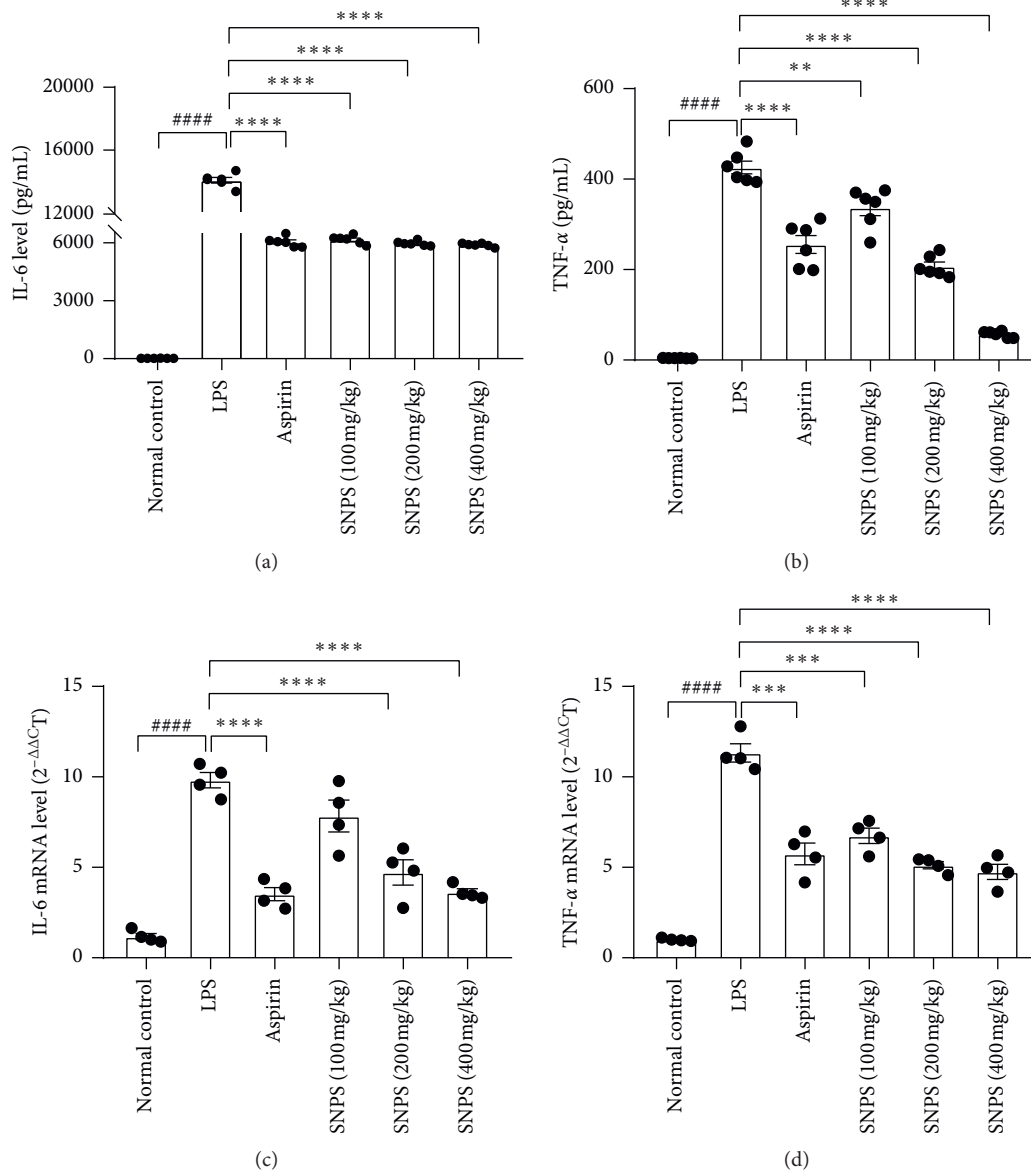 ****
****
****
####
****
20000
16000
12000
6000
3000
0
IL-6 level (pg/mL)
Normal control
LPS
Aspirin
SNPS (100 mg/kg)
SNPS (200 mg/kg)
SNPS (400 mg/kg)
(a)
****
****
**
####
****
600
400
200
0
TNF-α (pg/mL)
Normal control
LPS
Aspirin
SNPS (100 mg/kg)
SNPS (200 mg/kg)
SNPS (400 mg/kg)
(b)
****
****
####
****
15
10
5
0
IL-6 mRNA level (2^-ΔΔCT)
Normal control
LPS
Aspirin
SNPS (100 mg/kg)
SNPS (200 mg/kg)
SNPS (400 mg/kg)
(c)
****
****
***
####
***
15
10
5
0
TNF-α mRNA level (2^-ΔΔCT)
Normal control
LPS
Aspirin
SNPS (100 mg/kg)
SNPS (200 mg/kg)
SNPS (400 mg/kg)
(d)